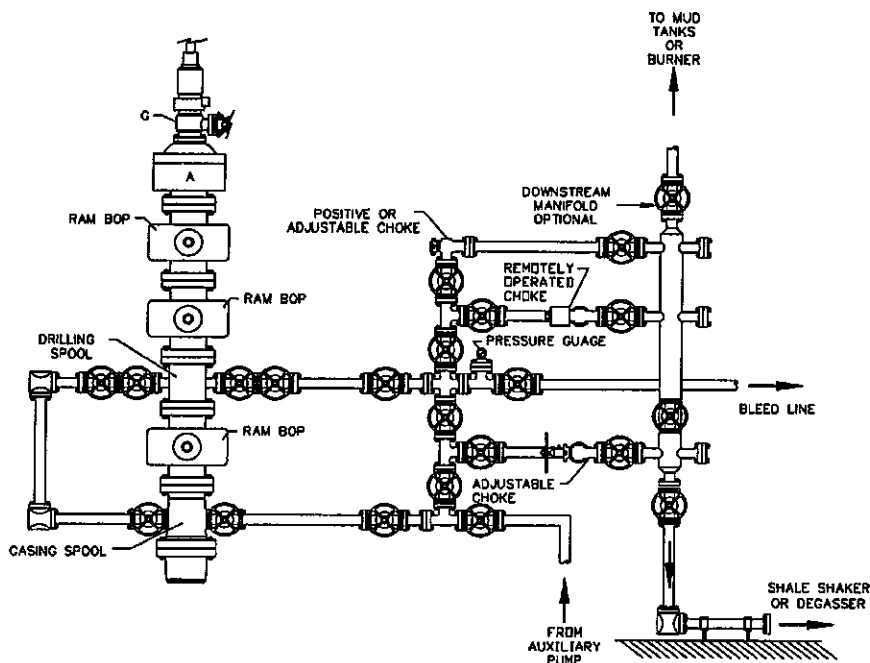 TO MUD
TANKS
OR
BURNER
G
A
RAM BOP
POSITIVE OR
ADJUSTABLE CHOKE
DOWNSTREAM
MANIFOLD
OPTIONAL
REMOTELY
OPERATED
CHOKE
RAM BOP
DRILLING
SPOOL
PRESSURE GUAGE
BLEED LINE
RAM BOP
ADJUSTABLE
CHOKE
CASING SPOOL
SHALE SHAKER
OR DEGASSER
FROM
AUXILIARY
PUMP